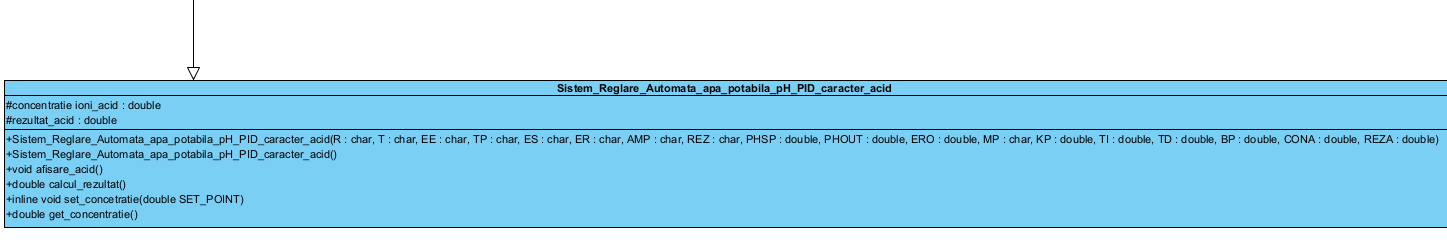 Sistem_Reglare_Automata_apa_potabila_pH_PID_caracter_acid
#concentratie ioni_acid : double
#rezultat_acid : double
+Sistem_Reglare_Automata_apa_potabila_pH_PID_caracter_acid(R : char, T : char, EE : char, TP : char, ES : char, ER : char, AMP : char, REZ : char, PHSP : double, PHOUT : double, ERO : double, MP : char, KP : double, TI : double, TD : double, BP : double, CONA : double, REZA : double)
+Sistem_Reglare_Automata_apa_potabila_pH_PID_caracter_acid()
+void afisare_acid()
+double calcul_rezultat()
+inline void set_concetratie(double SET_POINT)
+double get_concentratie()